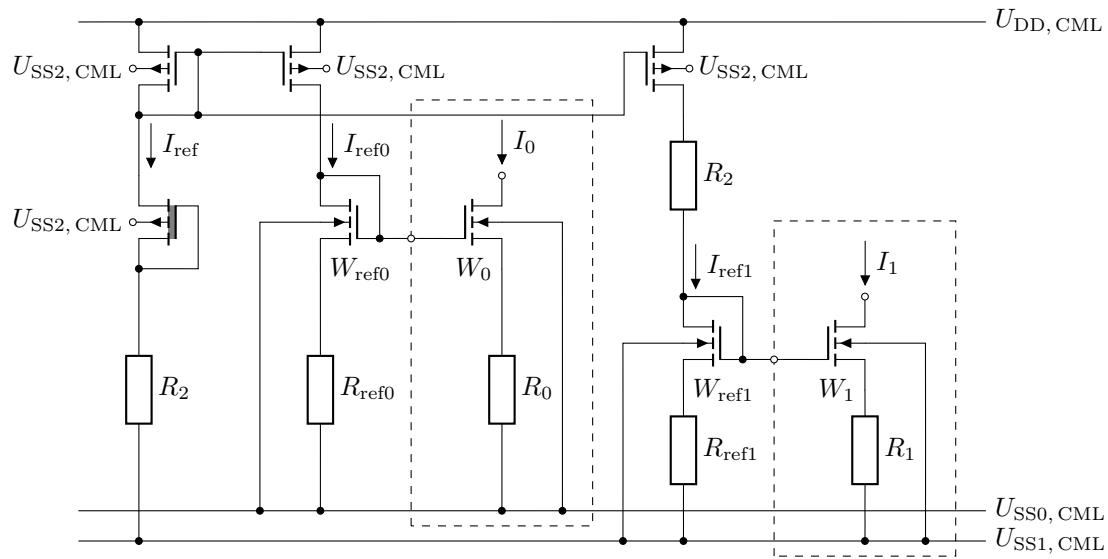 U_DD, CML
U_SS2, CML
U_SS2, CML
U_SS2, CML
I_ref
I_ref0
I_0
R_2
U_SS2, CML
W_ref0
W_0
I_ref1
I_1
R_2
R_ref0
R_0
W_ref1
W_1
R_ref1
R_1
U_SS0, CML
U_SS1, CML